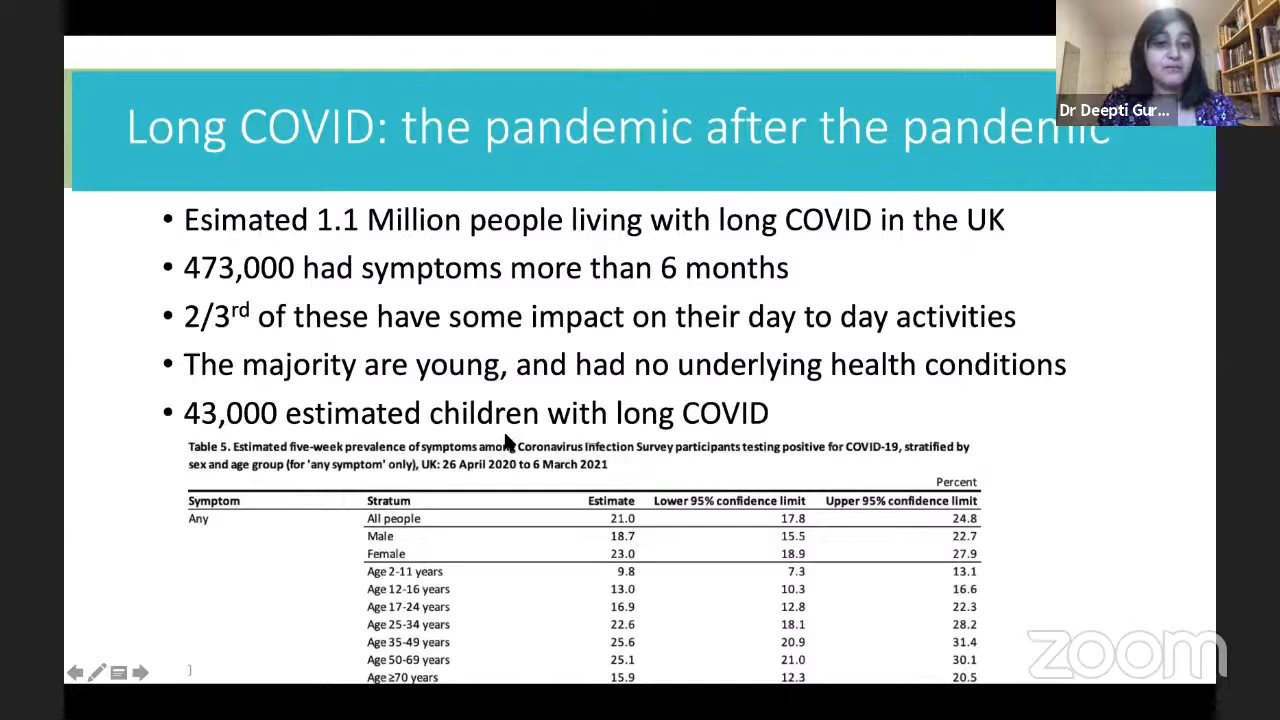 Dr Deepti Gur...
Long COVID: the pandemic after the pandemic
• Esimated 1.1 Million people living with long COVID in the UK
• 473,000 had symptoms more than 6 months
• 2/3rd of these have some impact on their day to day activities
• The majority are young, and had no underlying health conditions
• 43,000 estimated children with long COVID
Table 5. Estimated five-week prevalence of symptoms among Coronavirus Infection Survey participants testing positive for COVID-19, stratified by
sex and age group (for 'any symptom' only), UK: 26 April 2020 to 6 March 2021
Percent
Symptom Stratum Estimate Lower 95% confidence limit Upper 95% confidence limit
Any All people 21.0 17.8 24.8
Male 18.7 15.5 22.7
Female 23.0 18.9 27.9
Age 2-11 years 9.8 7.3 13.1
Age 12-16 years 13.0 10.3 16.6
Age 17-24 years 16.9 12.8 22.3
Age 25-34 years 22.6 18.1 28.2
Age 35-49 years 25.6 20.9 31.4
Age 50-69 years 25.1 21.0 30.1
Age ≥70 years 15.9 12.3 20.5
zoom